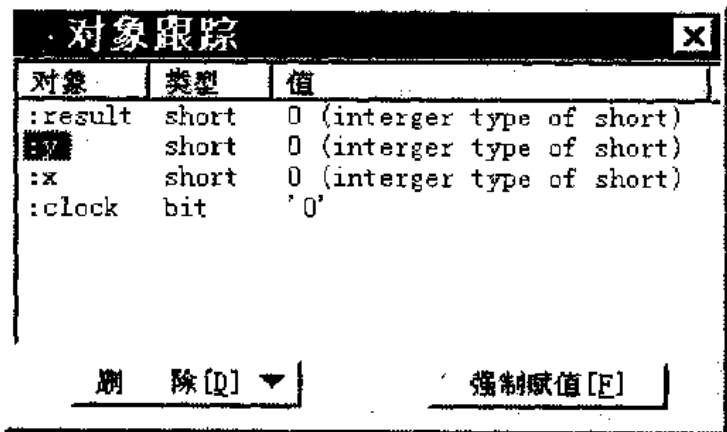 对象跟踪
对象 类型 值
:result short 0 (interger type of short)
:y short 0 (interger type of short)
:x short 0 (interger type of short)
:clock bit '0'
删 除[D] 强制赋值[F]